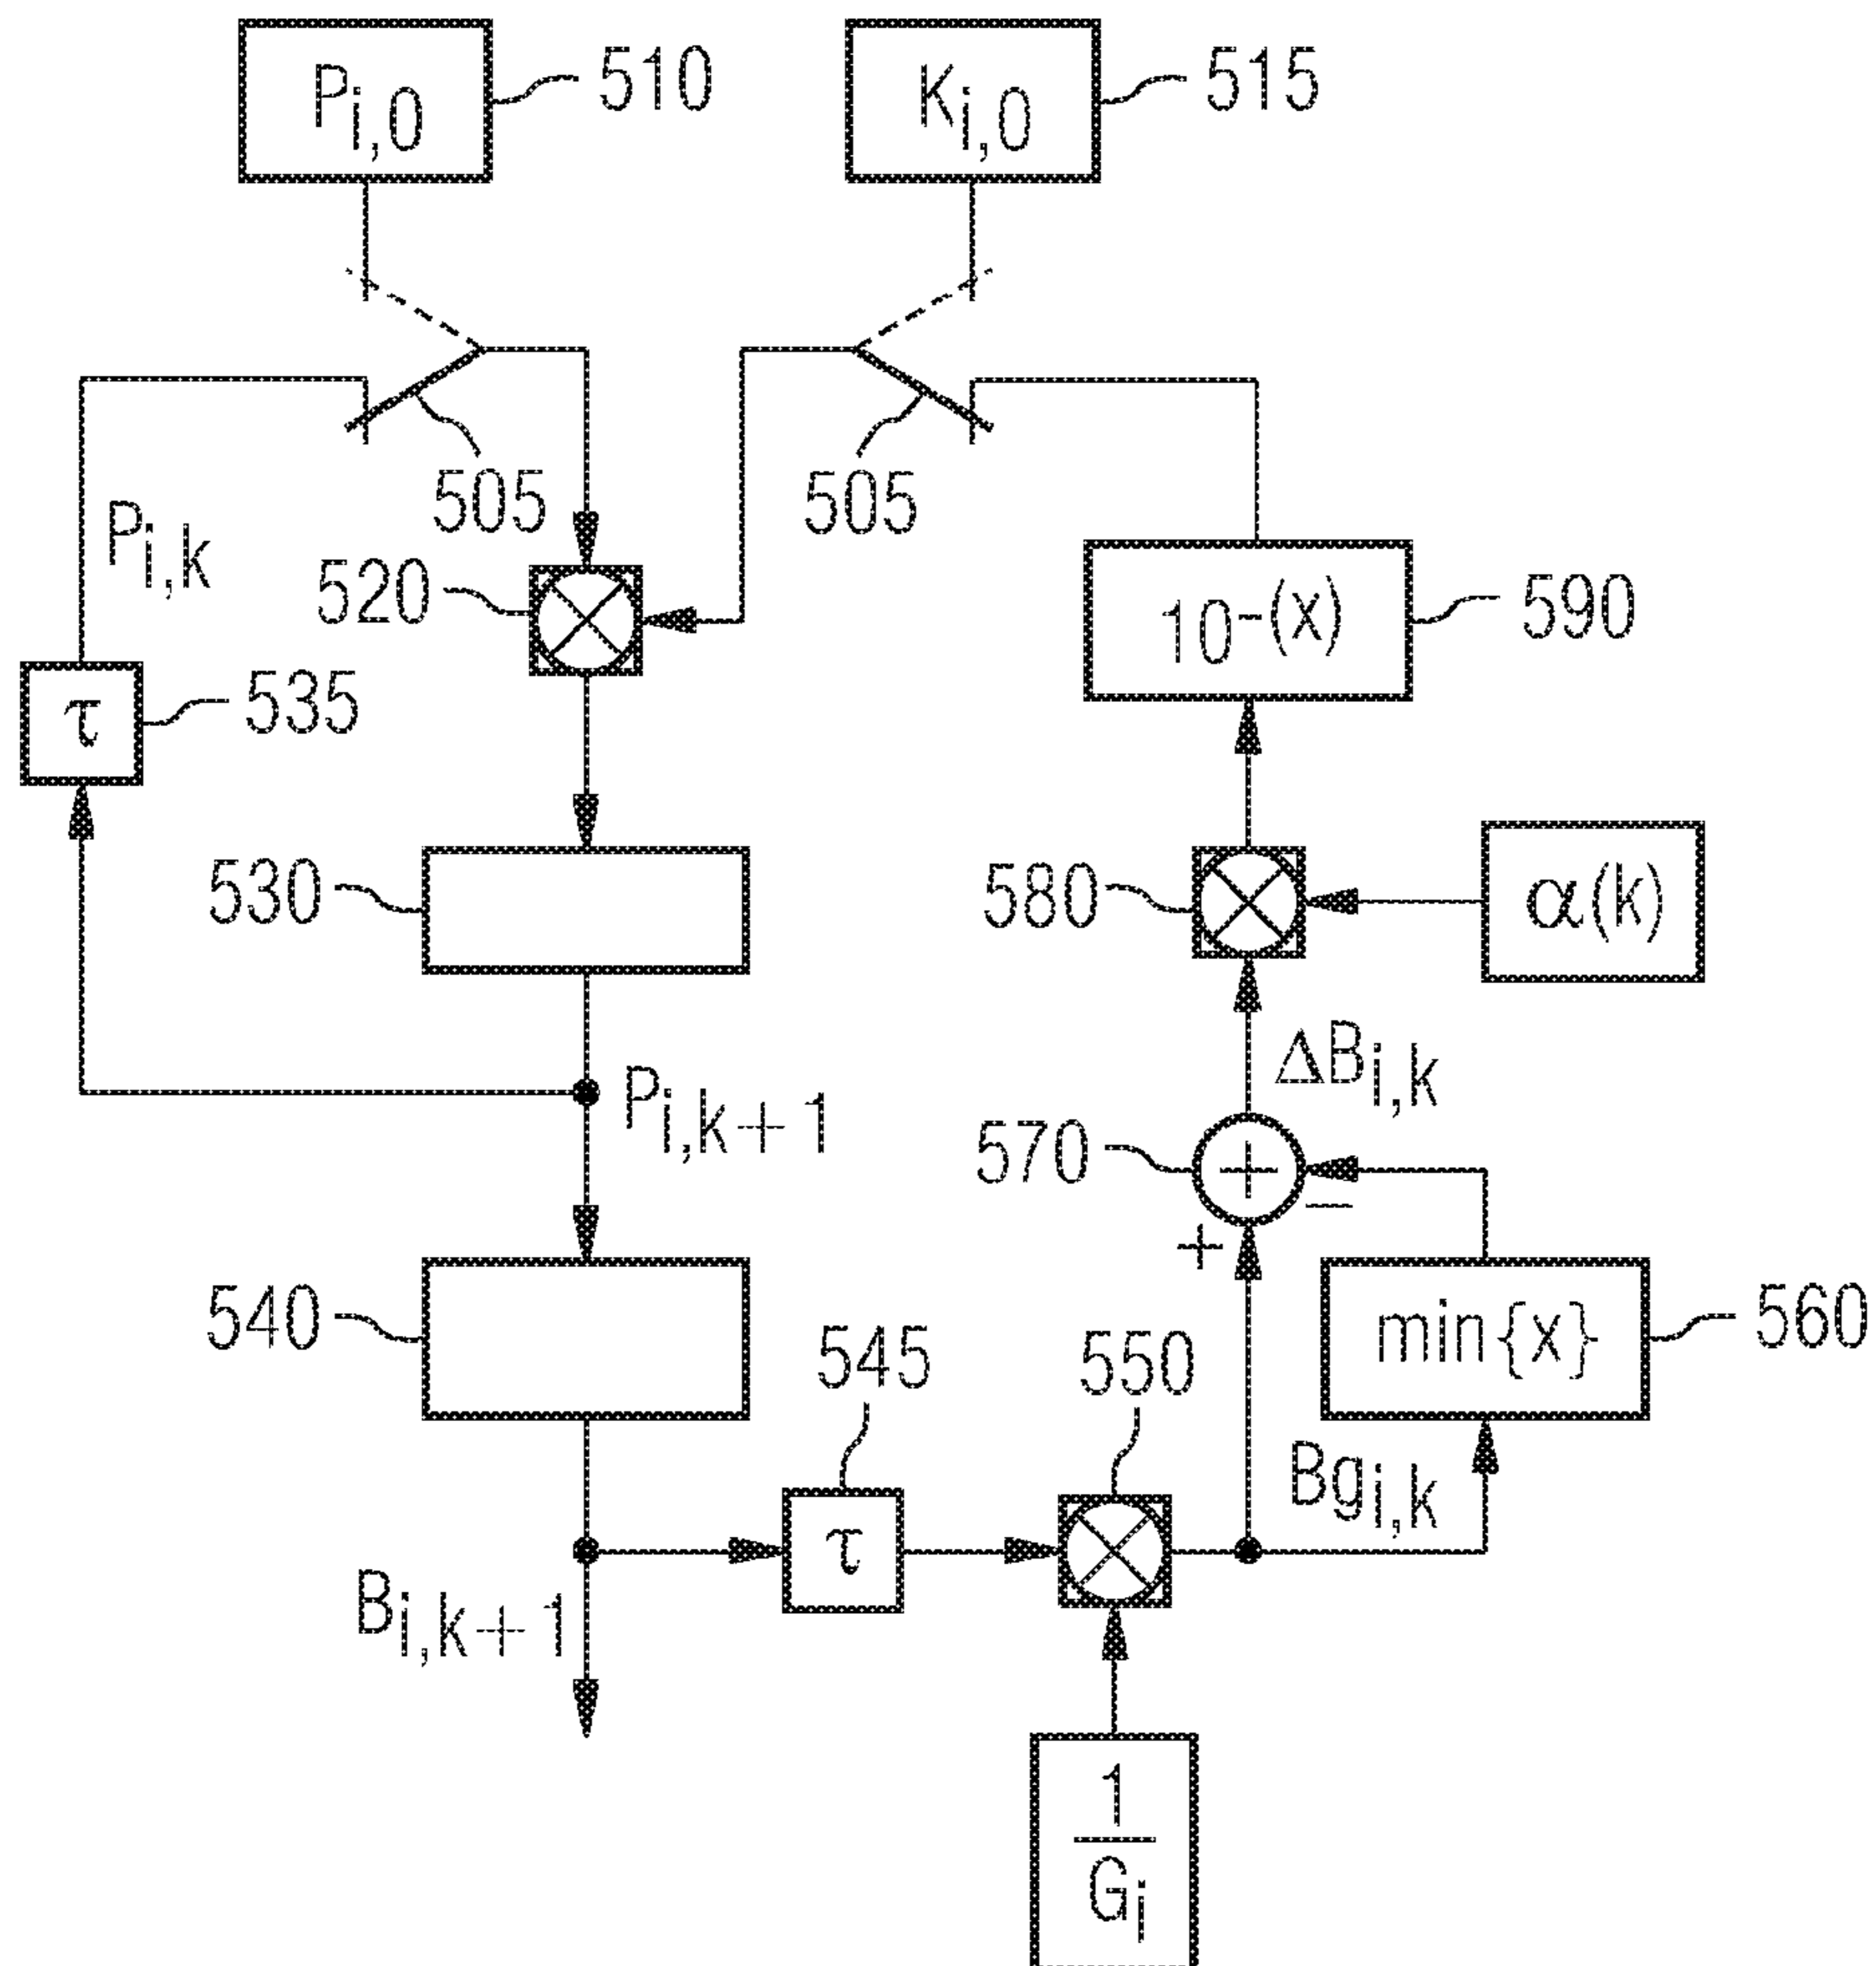 P_{i,0}
510
K_{i,0}
515
505
505
P_{i,k}
520
10^{-(x)}
590
τ
535
530
580
α(k)
ΔB_{i,k}
P_{i,k+1}
570
+
−
+
540
min{x}
560
545
550
Bg_{i,k}
τ
B_{i,k+1}
1
G_i